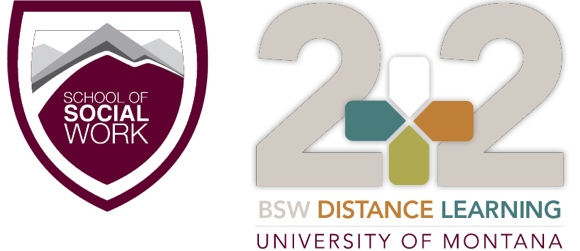 SCHOOL OF
SOCIAL
WORK
2+2
BSW DISTANCE LEARNING
UNIVERSITY OF MONTANA